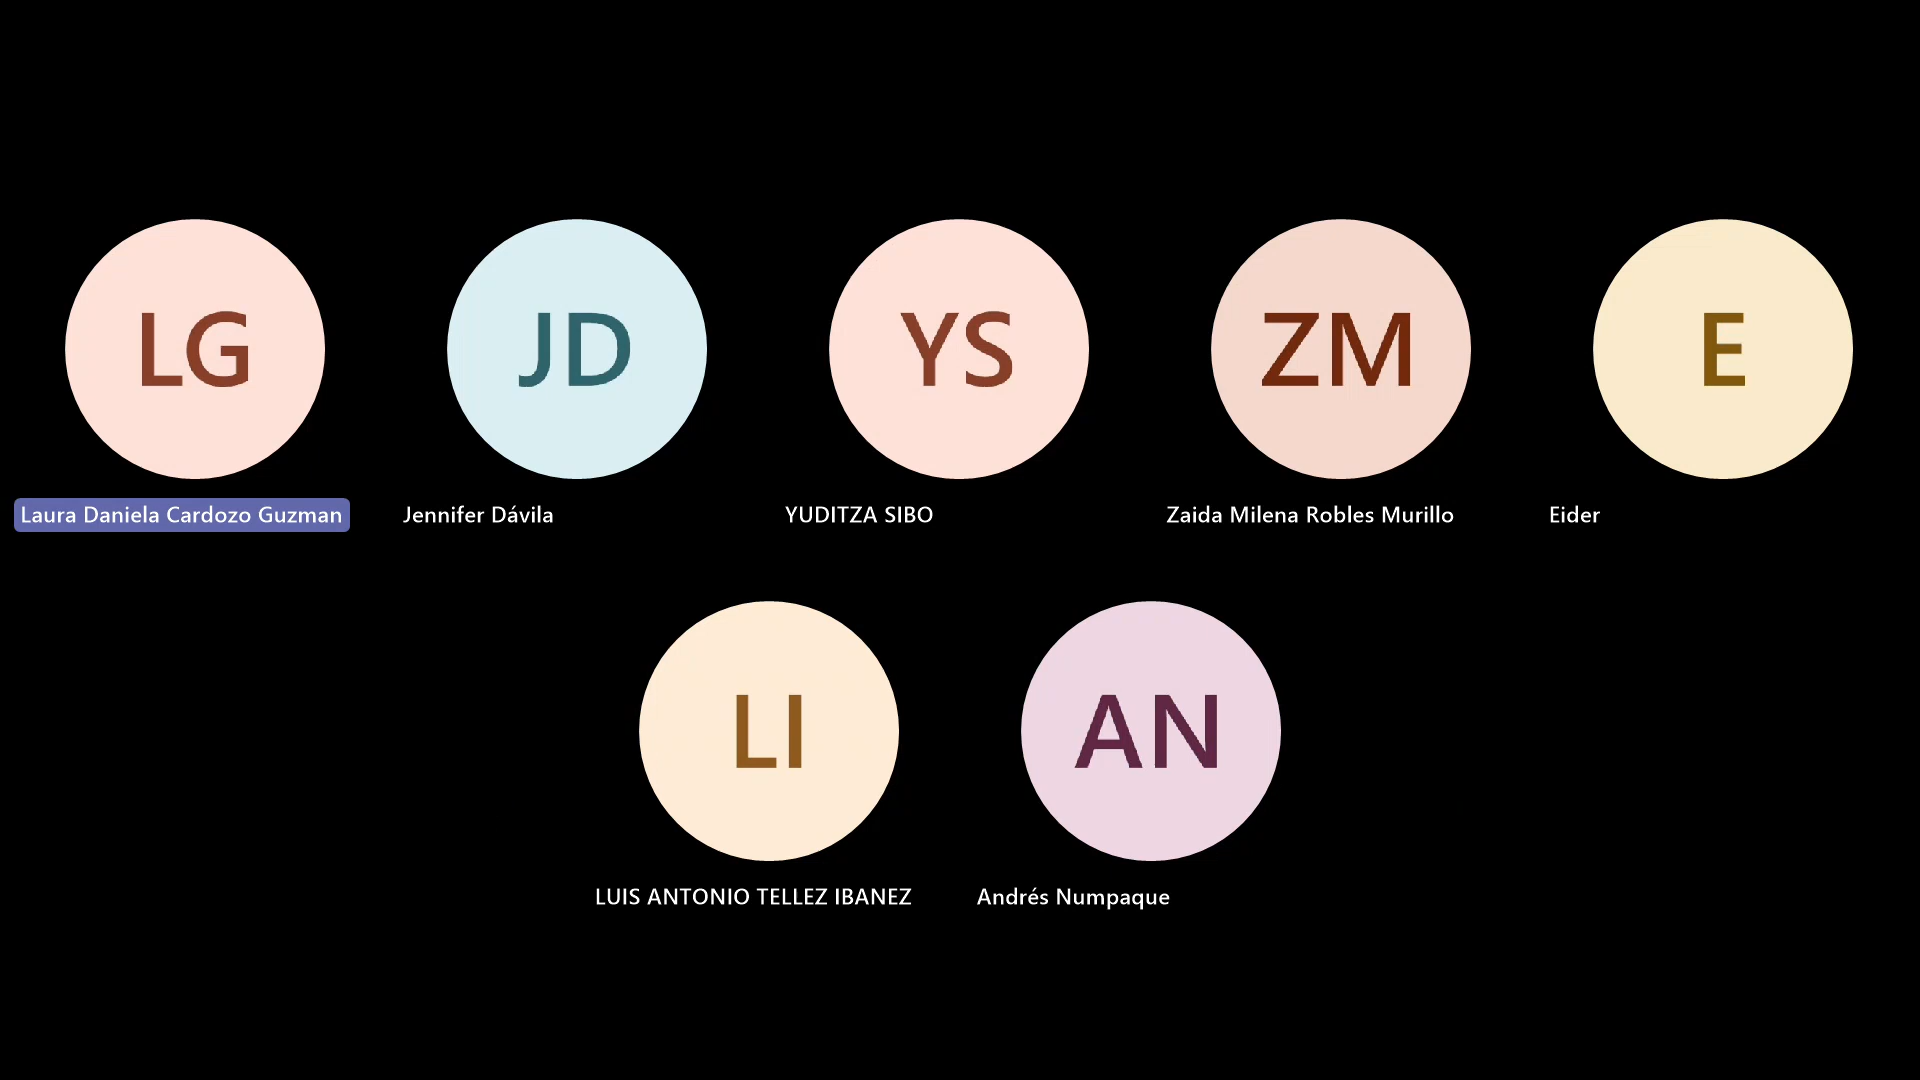 LG
JD
YS
ZM
E
Laura Daniela Cardozo Guzman
Jennifer Dávila
YUDITZA SIBO
Zaida Milena Robles Murillo
Eider
LI
AN
LUIS ANTONIO TELLEZ IBANEZ
Andrés Numpaque